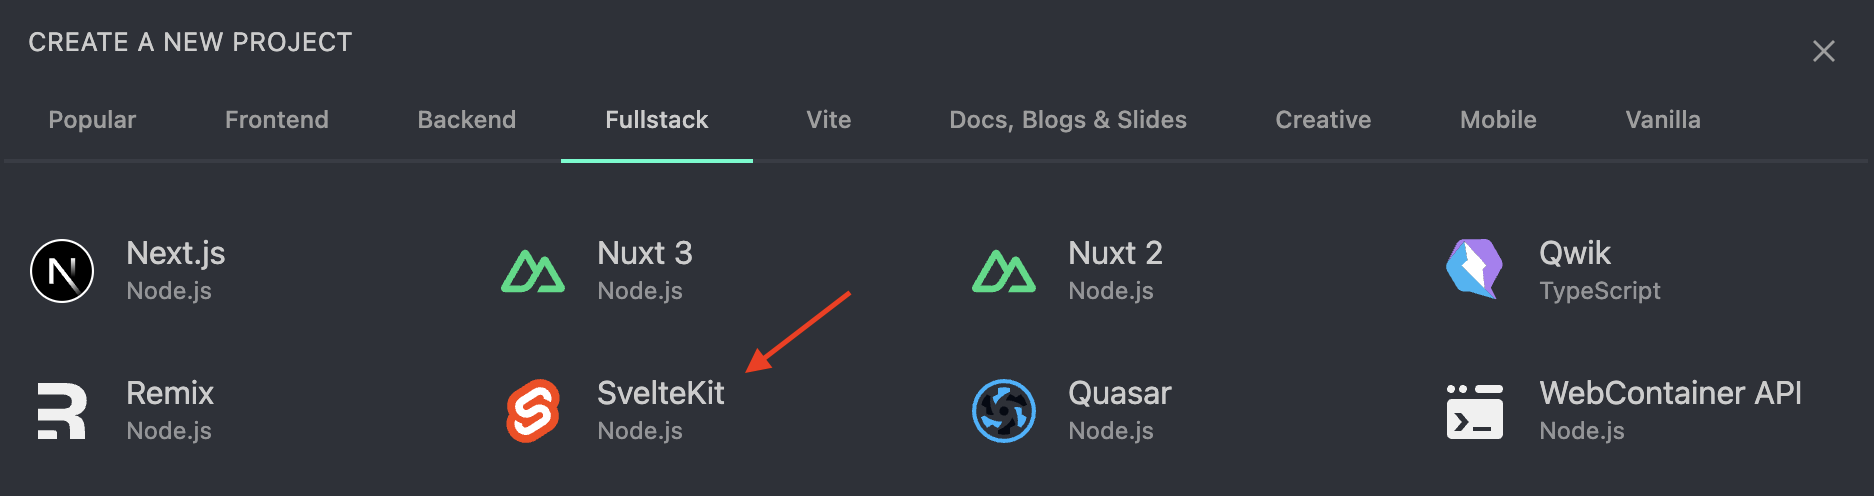 CREATE A NEW PROJECT
Popular Frontend Backend Fullstack Vite Docs, Blogs & Slides Creative Mobile Vanilla
Next.js Nuxt 3 Nuxt 2 Qwik
Node.js Node.js Node.js TypeScript
Remix SvelteKit Quasar WebContainer API
Node.js Node.js Node.js Node.js